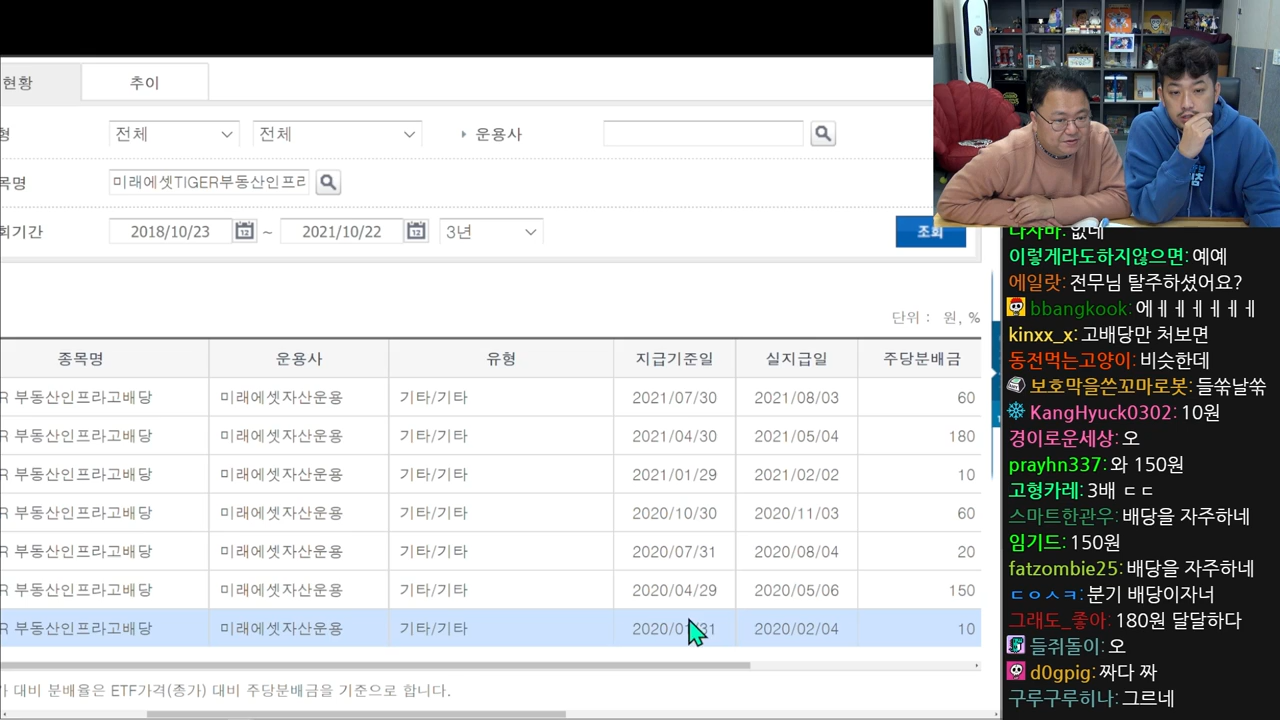 현황 추이
형 전체 전체 운용사
목명 미래에셋TIGER부동산인프라
회기간 2018/10/23 ~ 2021/10/22 3년 조회
단위 : 원, %
종목명 운용사 유형 지급기준일 실지급일 주당분배금
R 부동산인프라고배당 미래에셋자산운용 기타/기타 2021/07/30 2021/08/03 60
R 부동산인프라고배당 미래에셋자산운용 기타/기타 2021/04/30 2021/05/04 180
R 부동산인프라고배당 미래에셋자산운용 기타/기타 2021/01/29 2021/02/02 10
R 부동산인프라고배당 미래에셋자산운용 기타/기타 2020/10/30 2020/11/03 60
R 부동산인프라고배당 미래에셋자산운용 기타/기타 2020/07/31 2020/08/04 20
R 부동산인프라고배당 미래에셋자산운용 기타/기타 2020/04/29 2020/05/06 150
R 부동산인프라고배당 미래에셋자산운용 기타/기타 2020/02/04 10
가 대비 분배율은 ETF가격(종가) 대비 주당분배금을 기준으로 합니다.
없네
이렇게라도하지않으면: 예예
에일랏: 전무님 탈주하셨어요?
bbangkook: 에ㅔㅔㅔㅔㅔㅔ
kinxx_x: 고배당만 처보면
동전먹는고양이: 비슷한데
보호막을쓴꼬마로봇: 들쑦날쑦
KangHyuck0302: 10원
경이로운세상: 오
prayhn337: 와 150원
고형카레: 3배 ㄷㄷ
스마트한관우: 배당을 자주하네
임기드: 150원
fatzombie25: 배당을 자주하네
ㄷㅇㅅㅋ: 분기 배당이자너
그래도_좋아: 180원 달달하다
들쥐돌이: 오
d0gpig: 짜다 짜
구루구루히나: 그르네